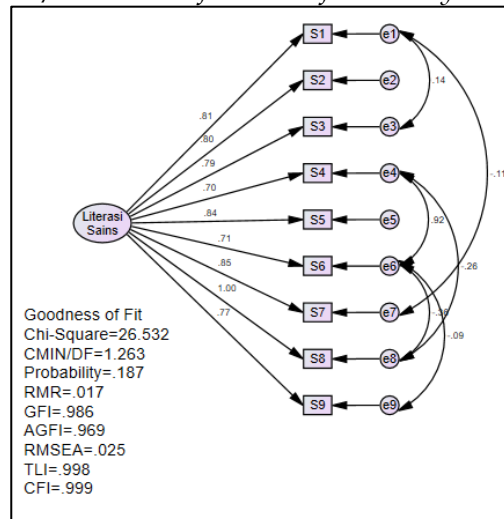 S1
e1
S2
e2
S3
e3
S4
e4
S5
e5
S6
e6
S7
e7
S8
e8
S9
e9
.81
.80
.79
.70
.84
.71
.85
1.00
.77
.14
-.11
.92
-.26
-.09
Literasi
Sains
Goodness of Fit
Chi-Square=26.532
CMIN/DF=1.263
Probability=.187
RMR=.017
GFI=.986
AGFI=.969
RMSEA=.025
TLI=.998
CFI=.999